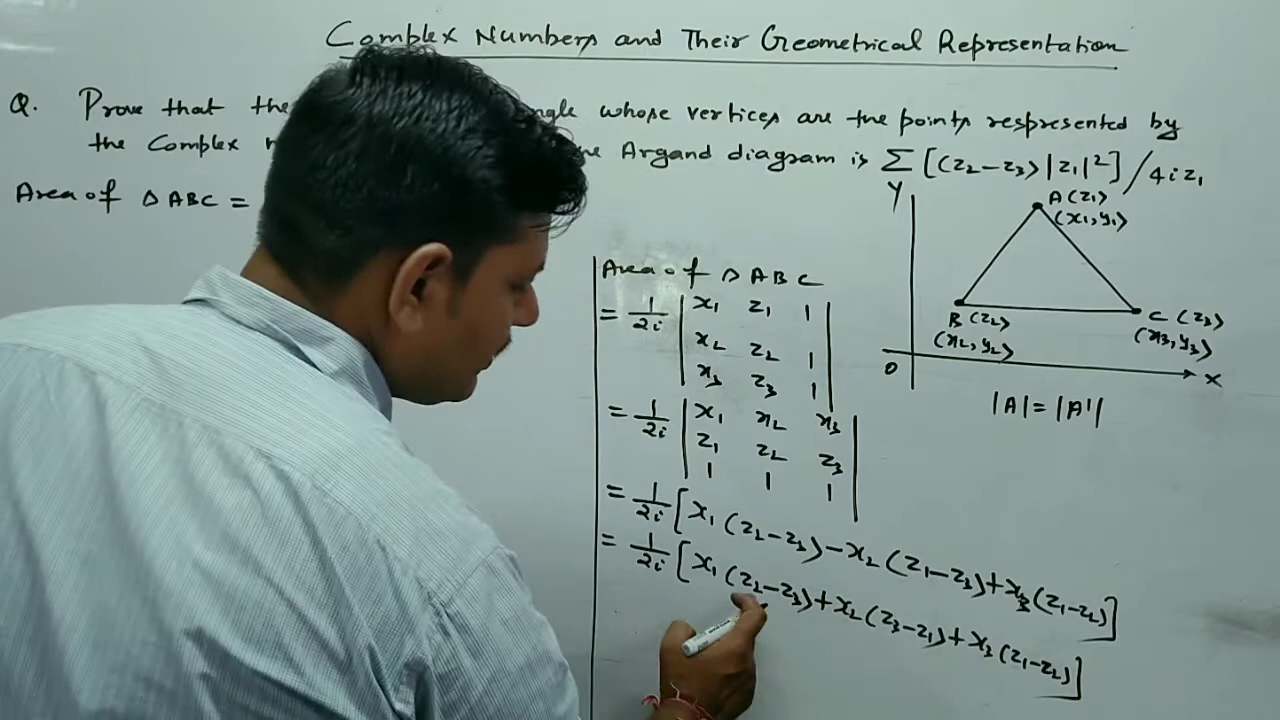 Complex Numbers and Their Geometrical Representation
Q. Prove that the ngle whose vertices are the points respresented by
the Complex Argand diagram is Σ [(z₂-z₃) |z₁|²] / 4iz₁
Area of Δ ABC =
Y
A (z₁)
(x₁, y₁)
B (z₂)
(x₂, y₂)
C (z₃)
(x₃, y₃)
O
X
|A| = |A'|
Area of Δ ABC
= 1/2i | x₁ z₁ 1 |
x₂ z₂ 1
x₃ z₃ 1
= 1/2i | x₁ x₂ x₃ |
z₁ z₂ z₃
1 1 1
= 1/2i [x₁ (z₂-z₃) - x₂ (z₁-z₃) + x₃ (z₁-z₂)]
= 1/2i [x₁ (z₂-z₃) + x₂ (z₃-z₁) + x₃ (z₁-z₂)]